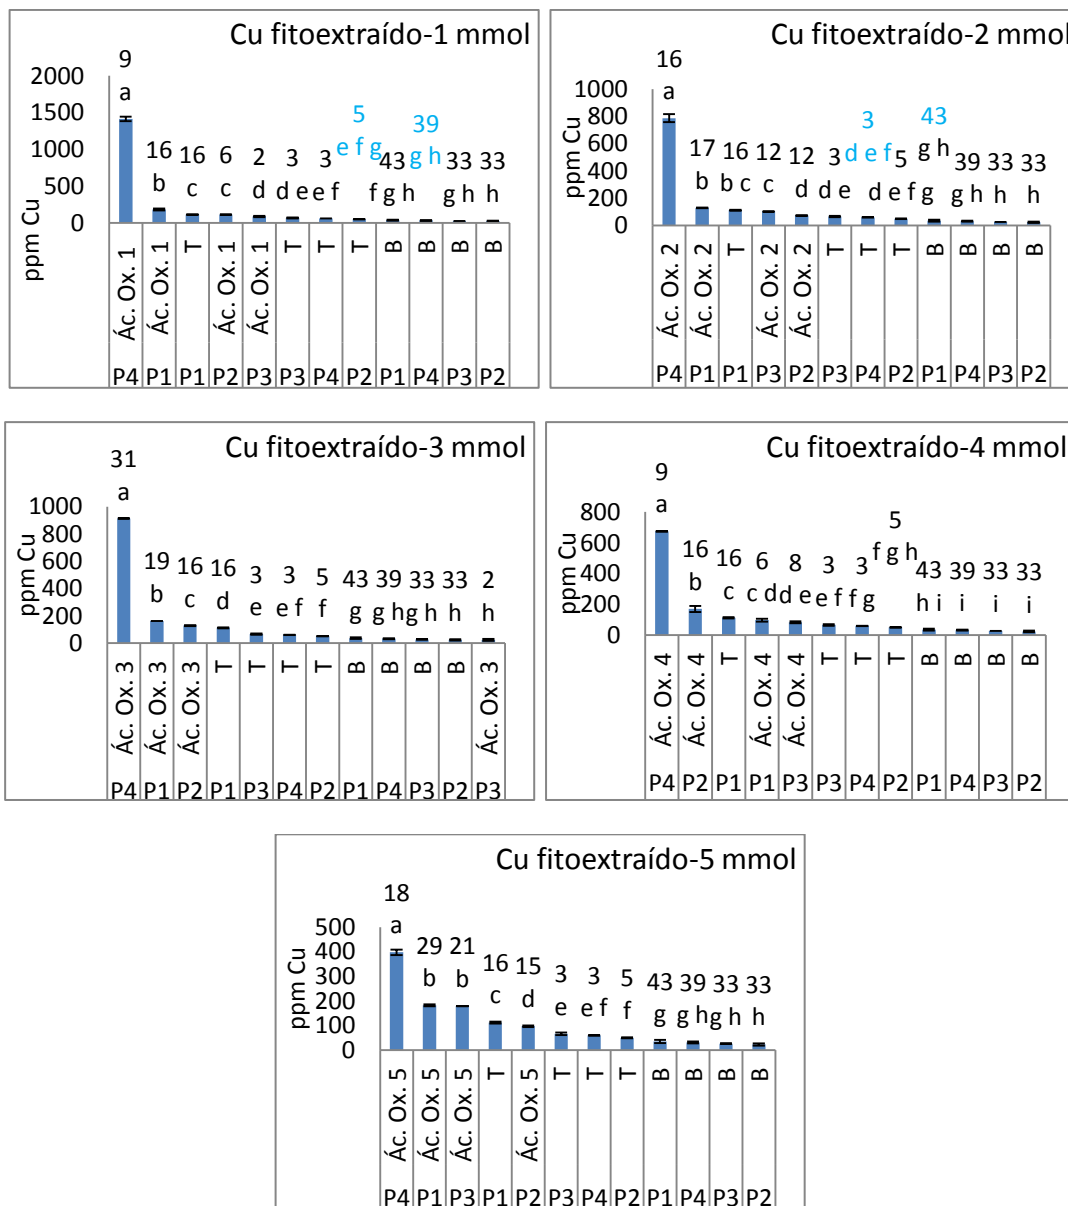 Cu fitoextraído-1 mmol
9 16 16 6 2 3 3 5 43 39 33 33
a b c c d d e e f e f g f g h g h g h h
ppm Cu
2000
1500
1000
500
0
Ác. Ox. 1 Ác. Ox. 1 T Ác. Ox. 1 Ác. Ox. 1 T T T B B B B
P4 P1 P1 P2 P3 P3 P4 P2 P1 P4 P3 P2
Cu fitoextraído-2 mmol
16 17 16 12 12 3 3 5 43 39 33 33
a b b c c d d e d e f d e f g h g g h g h h
ppm Cu
1000
800
600
400
200
0
Ác. Ox. 2 Ác. Ox. 2 T Ác. Ox. 2 Ác. Ox. 2 T T T B B B B
P4 P1 P1 P3 P2 P3 P4 P2 P1 P4 P3 P2
Cu fitoextraído-3 mmol
31 19 16 16 3 3 5 43 39 33 33 2
a b c d e e f f g g h g h h h
ppm Cu
1000
800
600
400
200
0
Ác. Ox. 3 Ác. Ox. 3 Ác. Ox. 3 T T T T B B B B Ác. Ox. 3
P4 P1 P2 P1 P3 P4 P2 P1 P4 P3 P2 P3
Cu fitoextraído-4 mmol
9 16 16 6 8 3 3 5 43 39 33 33
a b c c d d e e f f g f g h h i i i i
ppm Cu
800
600
400
200
0
Ác. Ox. 4 Ác. Ox. 4 T Ác. Ox. 4 Ác. Ox. 4 T T T B B B B
P4 P2 P1 P1 P3 P3 P4 P2 P1 P4 P3 P2
Cu fitoextraído-5 mmol
18 29 21 16 15 3 3 5 43 39 33 33
a b b c d e e f f g g h g h h
ppm Cu
500
400
300
200
100
0
Ác. Ox. 5 Ác. Ox. 5 Ác. Ox. 5 T Ác. Ox. 5 T T T B B B B
P4 P1 P3 P1 P2 P3 P4 P2 P1 P4 P3 P2